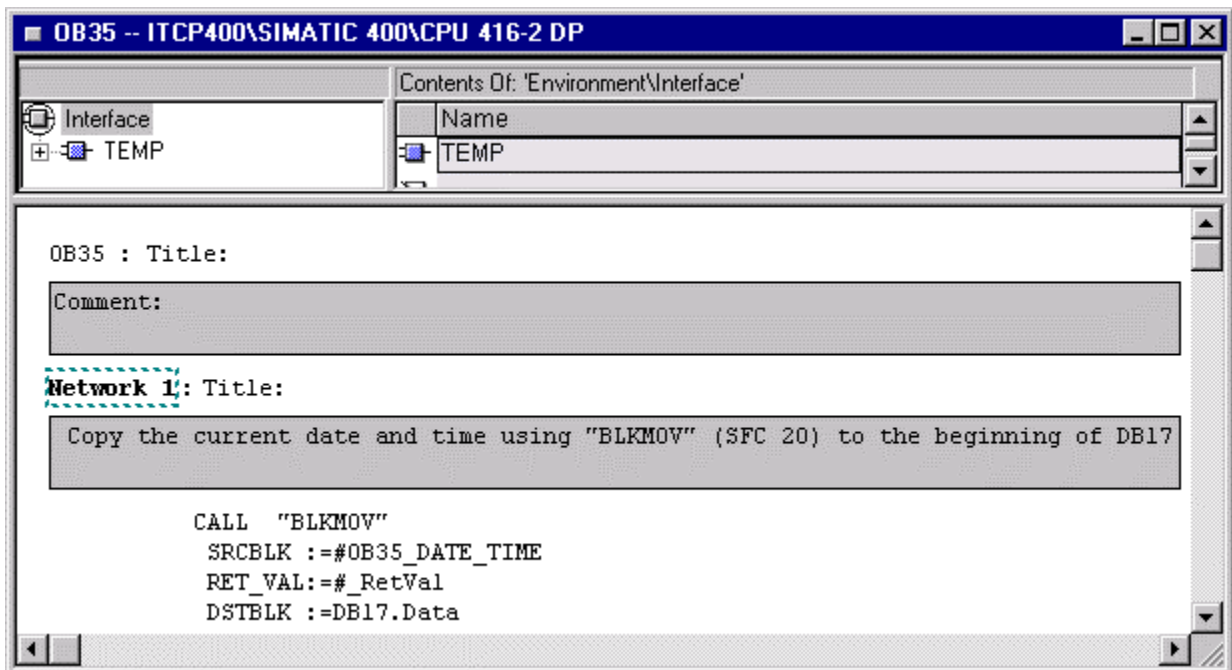 OB35 -- ITCP400\SIMATIC 400\CPU 416-2 DP
Contents Of: 'Environment\Interface'
Interface
Name
TEMP
TEMP
OB35 : Title:
Comment:
Network 1: Title:
Copy the current date and time using "BLKMOV" (SFC 20) to the beginning of DB17
CALL "BLKMOV"
SRCBLK :=#OB35_DATE_TIME
RET_VAL:=#_RetVal
DSTBLK :=DB17.Data